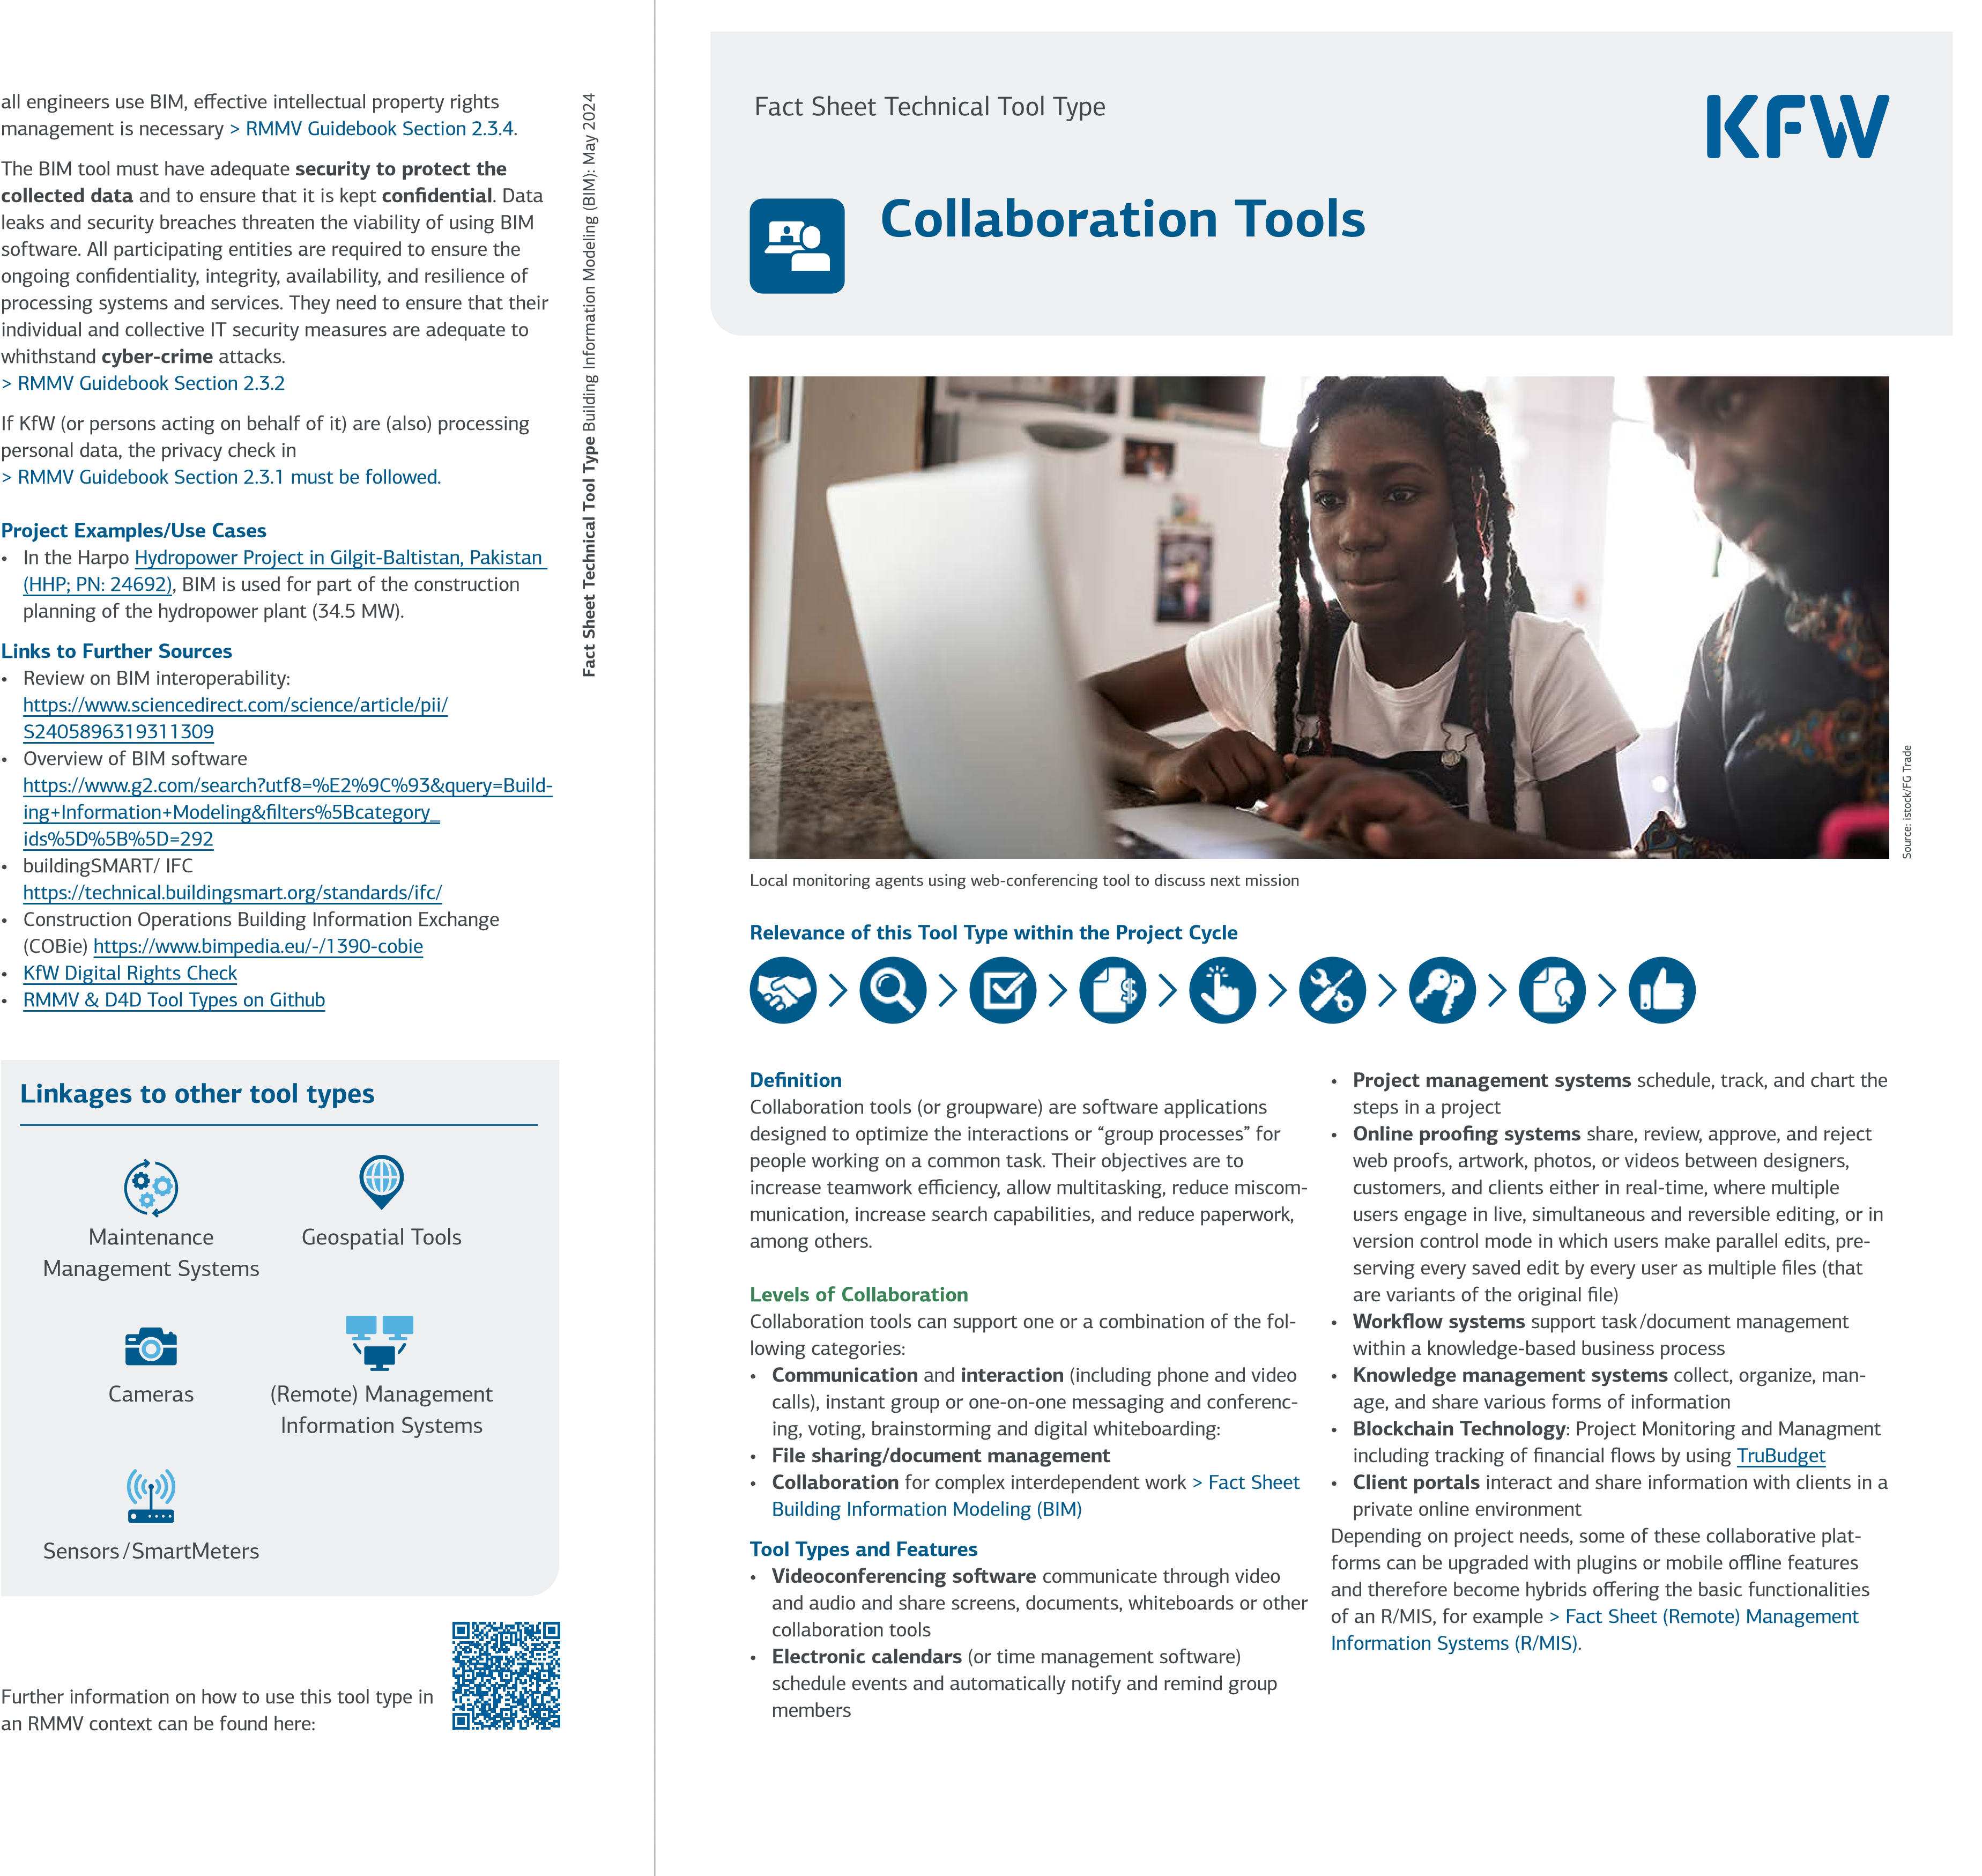 all engineers use BIM, effective intellectual property rights
management is necessary > RMMV Guidebook Section 2.3.4.
The BIM tool must have adequate security to protect the
collected data and to ensure that it is kept confidential. Data
leaks and security breaches threaten the viability of using BIM
software. All participating entities are required to ensure the
ongoing confidentiality, integrity, availability, and resilience of
processing systems and services. They need to ensure that their
individual and collective IT security measures are adequate to
whithstand cyber-crime attacks.
> RMMV Guidebook Section 2.3.2
If KfW (or persons acting on behalf of it) are (also) processing
personal data, the privacy check in
> RMMV Guidebook Section 2.3.1 must be followed.
Project Examples/Use Cases
• In the Harpo Hydropower Project in Gilgit-Baltistan, Pakistan
(HHP; PN: 24692), BIM is used for part of the construction
planning of the hydropower plant (34.5 MW).
Links to Further Sources
• Review on BIM interoperability:
https://www.sciencedirect.com/science/article/pii/
S2405896319311309
• Overview of BIM software
https://www.g2.com/search?utf8=%E2%9C%93&query=Build-
ing+Information+Modeling&filters%5Bcategory_
ids%5D%5B%5D=292
• buildingSMART/ IFC
https://technical.buildingsmart.org/standards/ifc/
• Construction Operations Building Information Exchange
(COBie) https://www.bimpedia.eu/-/1390-cobie
• KfW Digital Rights Check
• RMMV & D4D Tool Types on Github
Linkages to other tool types
Maintenance
Management Systems
Geospatial Tools
Cameras
(Remote) Management
Information Systems
Sensors/SmartMeters
Further information on how to use this tool type in
an RMMV context can be found here:
Fact Sheet Technical Tool Type Building Information Modeling (BIM): May 2024
Fact Sheet Technical Tool Type
KFW
Collaboration Tools
Source: istock/FG Trade
Local monitoring agents using web-conferencing tool to discuss next mission
Relevance of this Tool Type within the Project Cycle
Definition
Collaboration tools (or groupware) are software applications
designed to optimize the interactions or “group processes” for
people working on a common task. Their objectives are to
increase teamwork efficiency, allow multitasking, reduce miscom-
munication, increase search capabilities, and reduce paperwork,
among others.
Levels of Collaboration
Collaboration tools can support one or a combination of the fol-
lowing categories:
• Communication and interaction (including phone and video
calls), instant group or one-on-one messaging and conferenc-
ing, voting, brainstorming and digital whiteboarding:
• File sharing/document management
• Collaboration for complex interdependent work > Fact Sheet
Building Information Modeling (BIM)
Tool Types and Features
• Videoconferencing software communicate through video
and audio and share screens, documents, whiteboards or other
collaboration tools
• Electronic calendars (or time management software)
schedule events and automatically notify and remind group
members
• Project management systems schedule, track, and chart the
steps in a project
• Online proofing systems share, review, approve, and reject
web proofs, artwork, photos, or videos between designers,
customers, and clients either in real-time, where multiple
users engage in live, simultaneous and reversible editing, or in
version control mode in which users make parallel edits, pre-
serving every saved edit by every user as multiple files (that
are variants of the original file)
• Workflow systems support task/document management
within a knowledge-based business process
• Knowledge management systems collect, organize, man-
age, and share various forms of information
• Blockchain Technology: Project Monitoring and Managment
including tracking of financial flows by using TruBudget
• Client portals interact and share information with clients in a
private online environment
Depending on project needs, some of these collaborative plat-
forms can be upgraded with plugins or mobile offline features
and therefore become hybrids offering the basic functionalities
of an R/MIS, for example > Fact Sheet (Remote) Management
Information Systems (R/MIS).